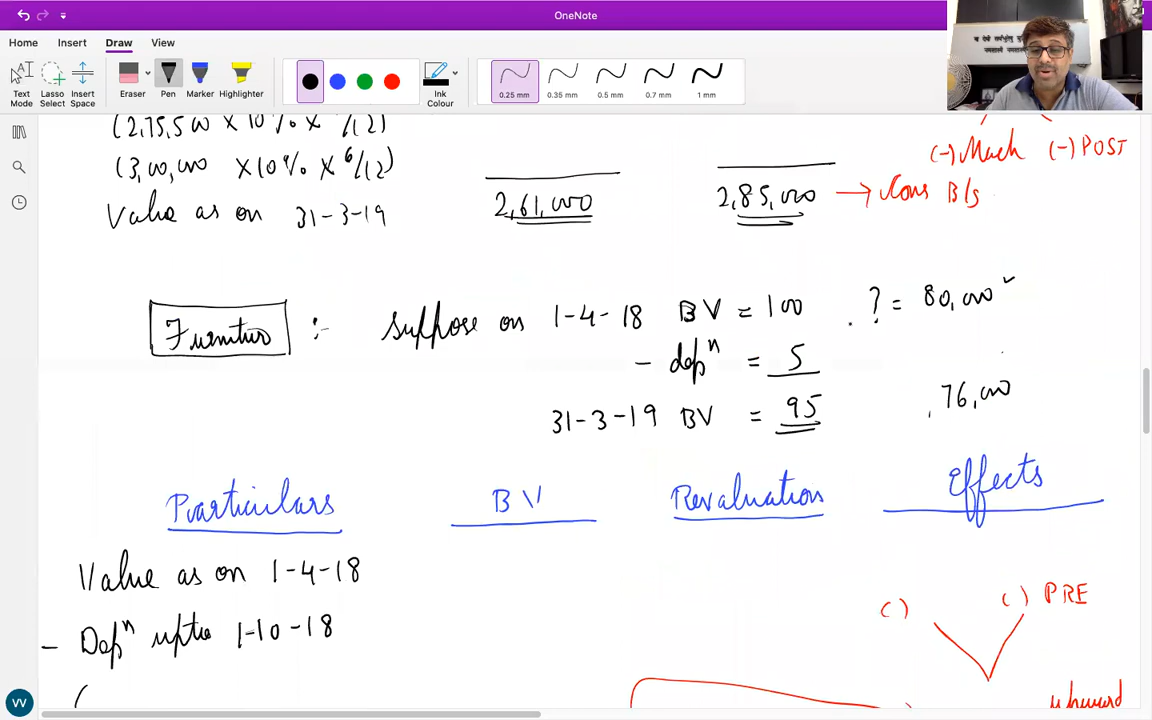 OneNote
Home Insert Draw View
Text Mode Lasso Select Insert Space Eraser Pen Marker Highlighter Ink Colour 0.25 mm 0.35 mm 0.5 mm 0.7 mm 1 mm
(2,75,500 X 10% X 6/12)
(3,00,000 X 10% X 6/12)
(-) Mach (-) POST
Value as on 31-3-19 2,61,000 2,85,000 → Cons B/s
Furniture :- Suppose on 1-4-18 BV = 100 ? = 80,000
- depⁿ = 5
31-3-19 BV = 95 76,000
Particulars BV Revaluation Effects
Value as on 1-4-18
( ) ( ) PRE
- Depⁿ upto 1-10-18
(
VV